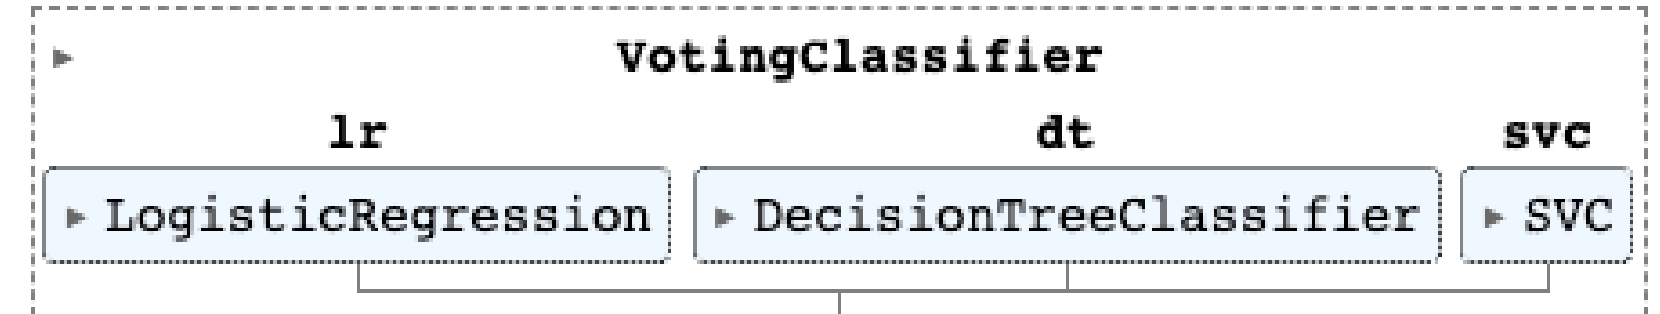 VotingClassifier
lr dt svc
LogisticRegression DecisionTreeClassifier SVC